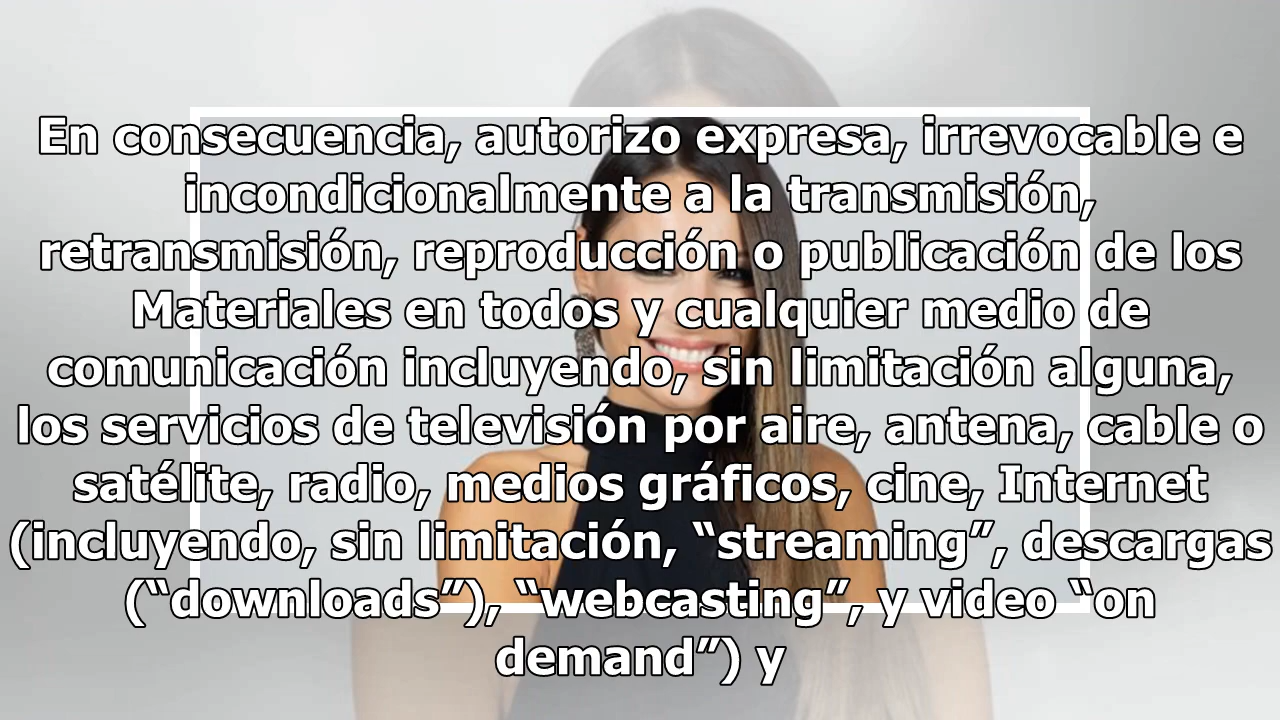 En consecuencia, autorizo expresa, irrevocable e
incondicionalmente a la transmisión,
retransmisión, reproducción o publicación de los
Materiales en todos y cualquier medio de
comunicación incluyendo, sin limitación alguna,
los servicios de televisión por aire, antena, cable o
satélite, radio, medios gráficos, cine, Internet
(incluyendo, sin limitación, “streaming”, descargas
(“downloads”), “webcasting”, y video “on
demand”) y